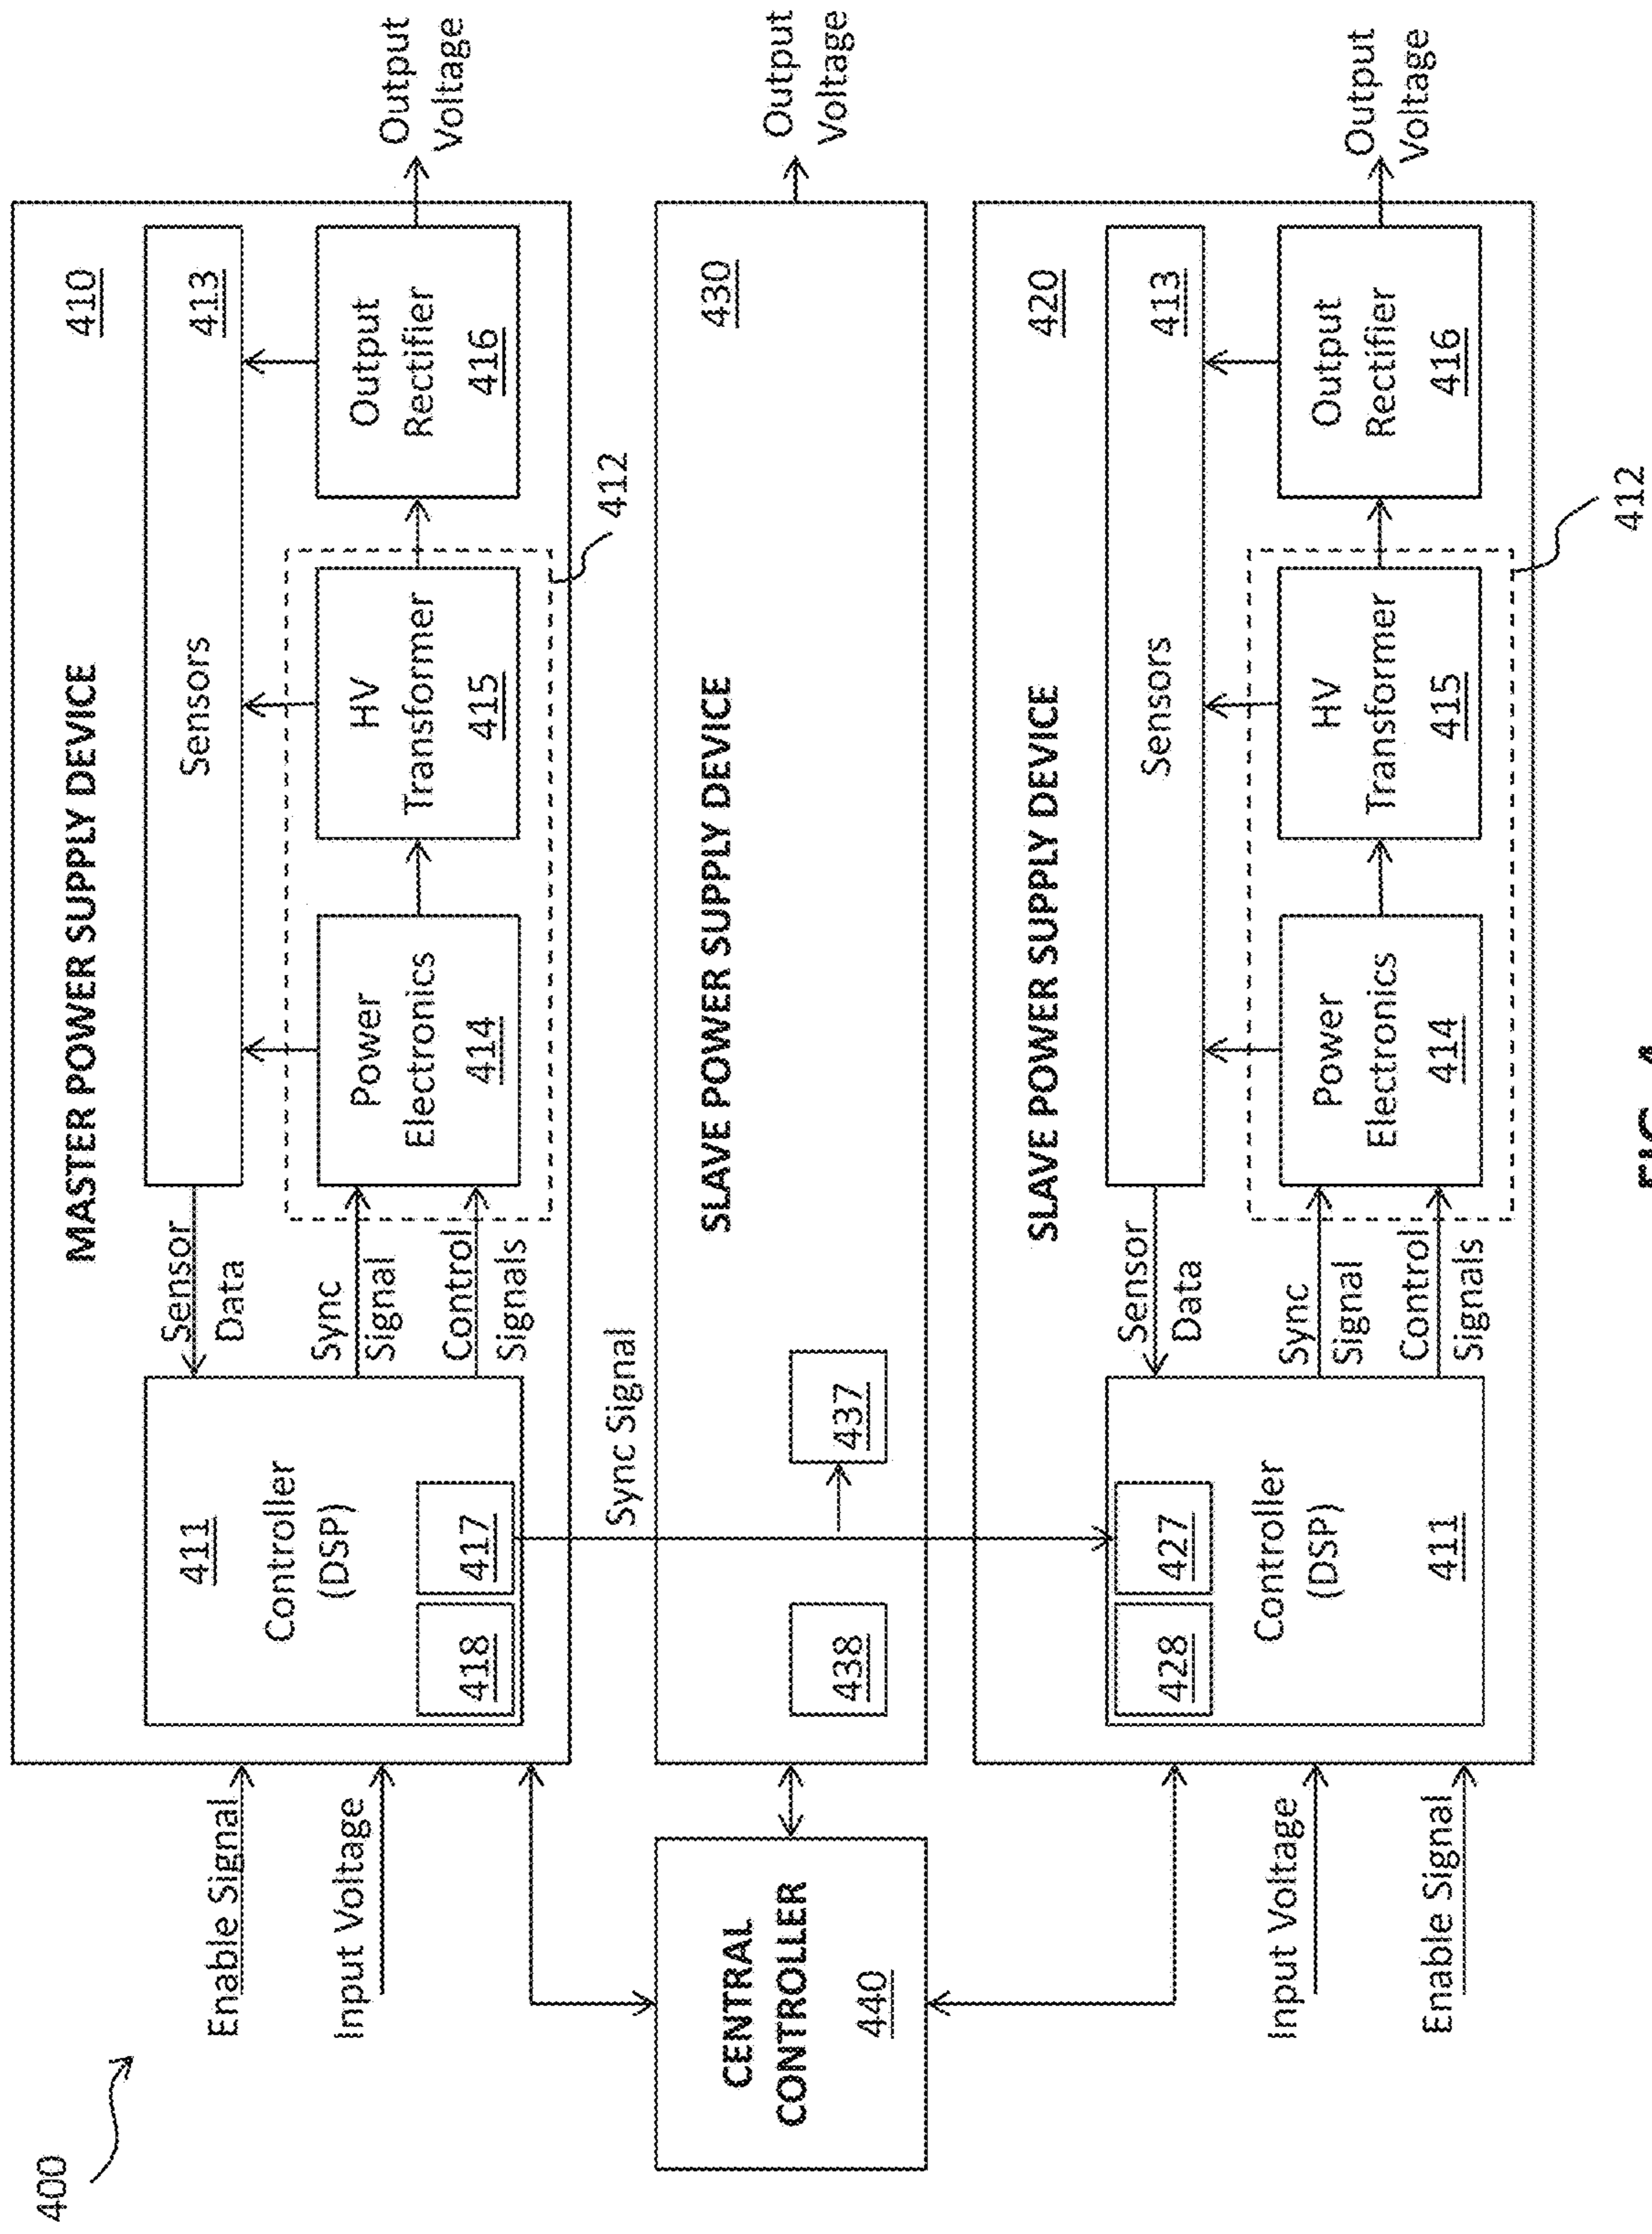 400
Enable Signal
Input Voltage
MASTER POWER SUPPLY DEVICE
410
411
Controller
(DSP)
418
417
Sensor
Data
Sync
Signal
Control
Signals
Sensors
413
Power
Electronics
414
HV
Transformer
415
Output
Rectifier
416
412
Output
Voltage
Sync Signal
CENTRAL
CONTROLLER
440
SLAVE POWER SUPPLY DEVICE
430
438
437
Output
Voltage
SLAVE POWER SUPPLY DEVICE
420
428
427
Controller
(DSP)
411
Sensor
Data
Sync
Signal
Control
Signals
Sensors
413
Power
Electronics
414
HV
Transformer
415
Output
Rectifier
416
412
Output
Voltage
Input Voltage
Enable Signal